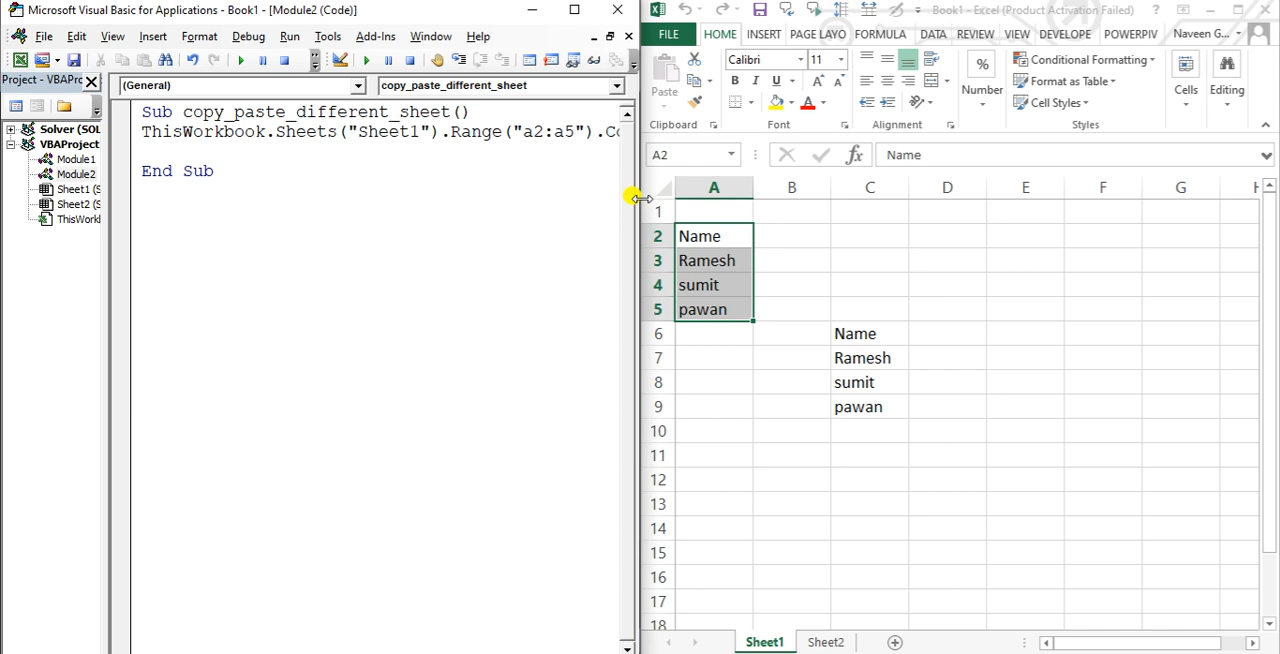 Microsoft Visual Basic for Applications - Book1 - [Module2 (Code)]
File Edit View Insert Format Debug Run Tools Add-Ins Window Help
Project - VBAProj
(General)
copy_paste_different_sheet
Solver (SOL
VBAProject
Module1
Module2
Sheet1 (S
Sheet2 (S
ThisWork
Sub copy_paste_different_sheet()
ThisWorkbook.Sheets("Sheet1").Range("a2:a5").Co
End Sub
Book1 - Excel (Product Activation Failed)
FILE HOME INSERT PAGE LAYO FORMULA DATA REVIEW VIEW DEVELOPE POWERPIV Naveen G...
Paste
Clipboard
Calibri 11
B I U
Font
Alignment
%
Number
Conditional Formatting
Format as Table
Cell Styles
Styles
Cells
Editing
A2
fx
Name
A B C D E F G H
1
2 Name
3 Ramesh
4 sumit
5 pawan
6 Name
7 Ramesh
8 sumit
9 pawan
10
11
12
13
14
15
16
17
18
Sheet1 Sheet2